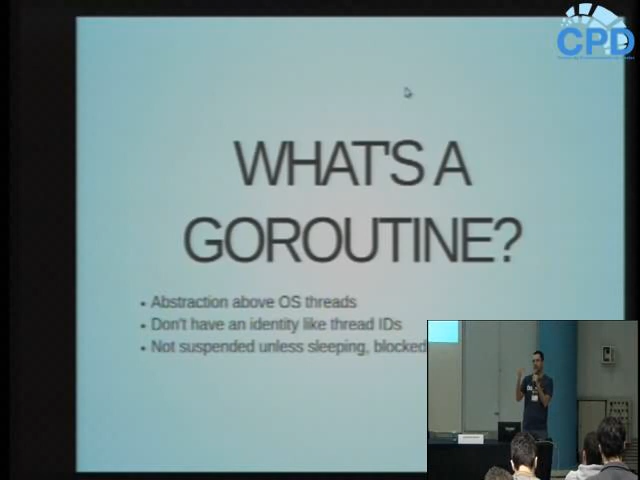 CPD
WHAT'S A
GOROUTINE?
• Abstraction above OS threads
• Don't have an identity like thread IDs
• Not suspended unless sleeping, blocked